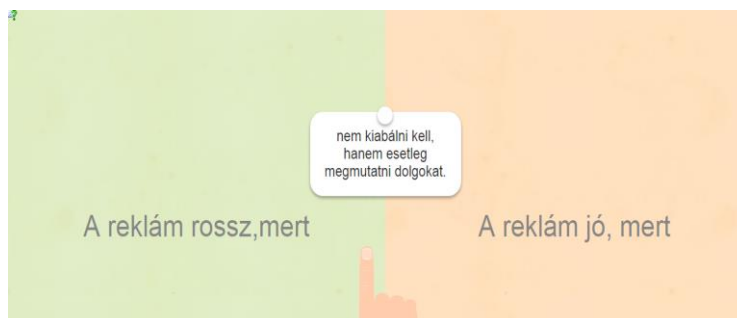 nem kiabálni kell,
hanem esetleg
megmutatni dolgokat.
A reklám rossz,mert
A reklám jó, mert